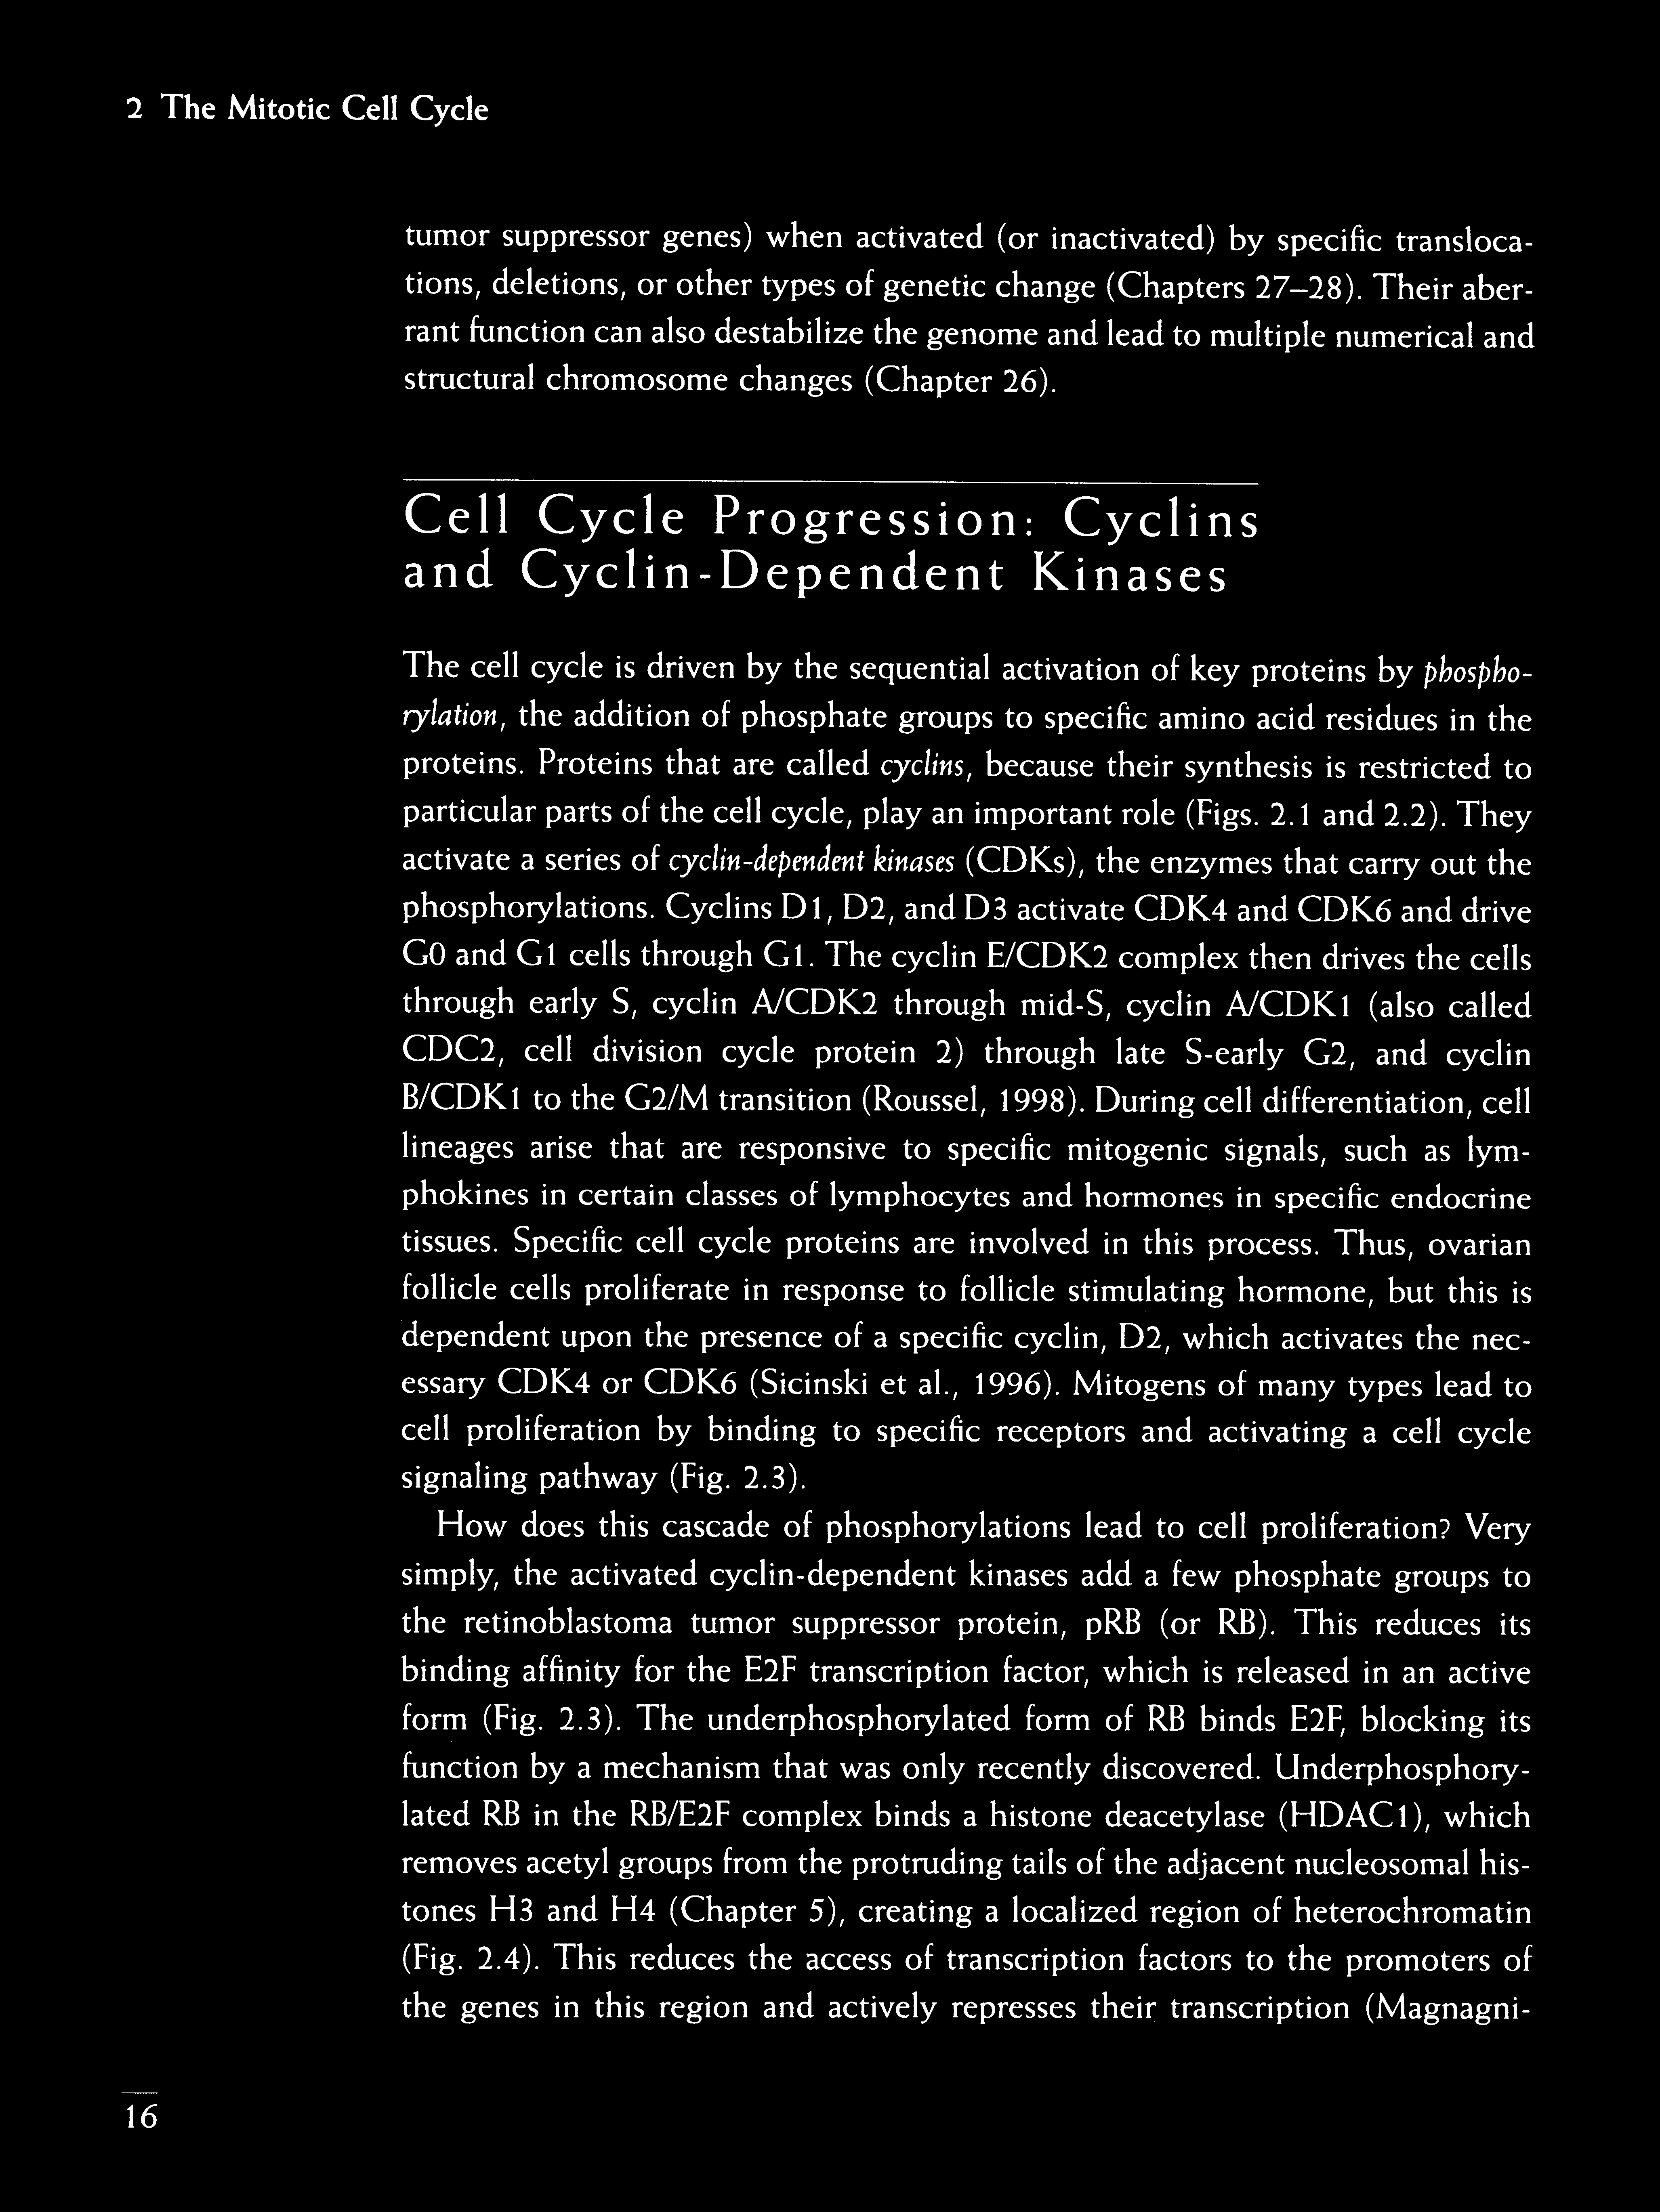 2 The Mitotic Cell Cycle
tumor suppressor genes) when activated (or inactivated) by specific transloca-
tions, deletions, or other types of genetic change (Chapters 27–28). Their aber-
rant function can also destabilize the genome and lead to multiple numerical and
structural chromosome changes (Chapter 26).
Cell Cycle Progression: Cyclins
and Cyclin-Dependent Kinases
The cell cycle is driven by the sequential activation of key proteins by phospho-
rylation, the addition of phosphate groups to specific amino acid residues in the
proteins. Proteins that are called cyclins, because their synthesis is restricted to
particular parts of the cell cycle, play an important role (Figs. 2.1 and 2.2). They
activate a series of cyclin-dependent kinases (CDKs), the enzymes that carry out the
phosphorylations. Cyclins D1, D2, and D3 activate CDK4 and CDK6 and drive
G0 and G1 cells through G1. The cyclin E/CDK2 complex then drives the cells
through early S, cyclin A/CDK2 through mid-S, cyclin A/CDK1 (also called
CDC2, cell division cycle protein 2) through late S-early G2, and cyclin
B/CDK1 to the G2/M transition (Roussel, 1998). During cell differentiation, cell
lineages arise that are responsive to specific mitogenic signals, such as lym-
phokines in certain classes of lymphocytes and hormones in specific endocrine
tissues. Specific cell cycle proteins are involved in this process. Thus, ovarian
follicle cells proliferate in response to follicle stimulating hormone, but this is
dependent upon the presence of a specific cyclin, D2, which activates the nec-
essary CDK4 or CDK6 (Sicinski et al., 1996). Mitogens of many types lead to
cell proliferation by binding to specific receptors and activating a cell cycle
signaling pathway (Fig. 2.3).
How does this cascade of phosphorylations lead to cell proliferation? Very
simply, the activated cyclin-dependent kinases add a few phosphate groups to
the retinoblastoma tumor suppressor protein, pRB (or RB). This reduces its
binding affinity for the E2F transcription factor, which is released in an active
form (Fig. 2.3). The underphosphorylated form of RB binds E2F, blocking its
function by a mechanism that was only recently discovered. Underphosphory-
lated RB in the RB/E2F complex binds a histone deacetylase (HDAC1), which
removes acetyl groups from the protruding tails of the adjacent nucleosomal his-
tones H3 and H4 (Chapter 5), creating a localized region of heterochromatin
(Fig. 2.4). This reduces the access of transcription factors to the promoters of
the genes in this region and actively represses their transcription (Magnagni-
16